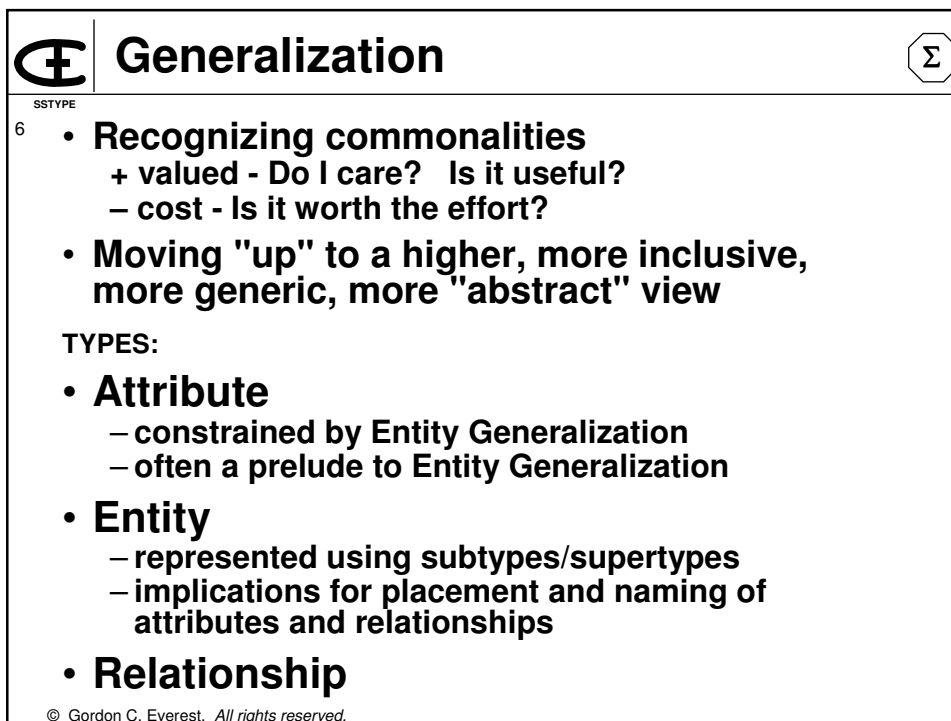 Generalization
Σ
SSTYPE
6
• Recognizing commonalities
+ valued - Do I care? Is it useful?
– cost - Is it worth the effort?
• Moving "up" to a higher, more inclusive,
more generic, more "abstract" view
TYPES:
• Attribute
– constrained by Entity Generalization
– often a prelude to Entity Generalization
• Entity
– represented using subtypes/supertypes
– implications for placement and naming of
attributes and relationships
• Relationship
© Gordon C. Everest. All rights reserved.